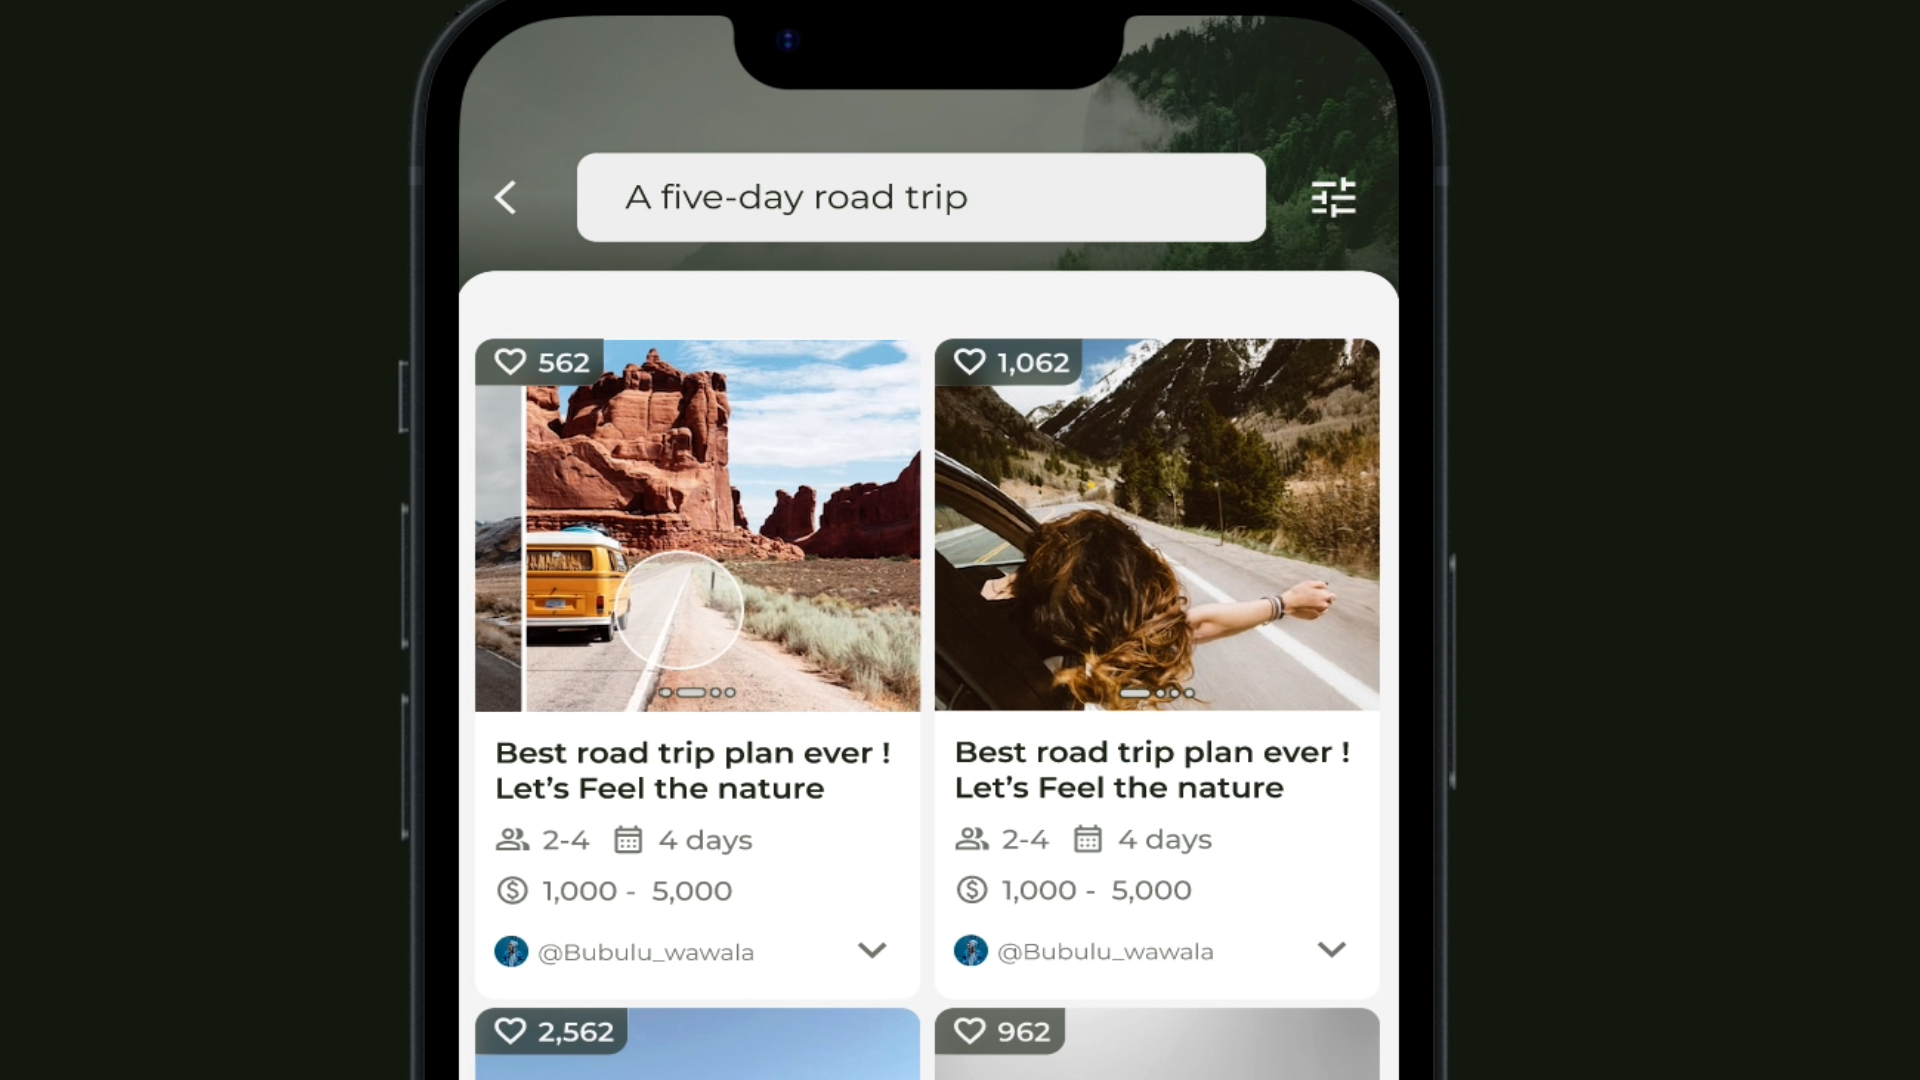 A five-day road trip
562
1,062
Best road trip plan ever !
Let's Feel the nature
2-4 4 days
1,000 - 5,000
@Bubulu_wawala
Best road trip plan ever !
Let's Feel the nature
2-4 4 days
1,000 - 5,000
@Bubulu_wawala
2,562
962